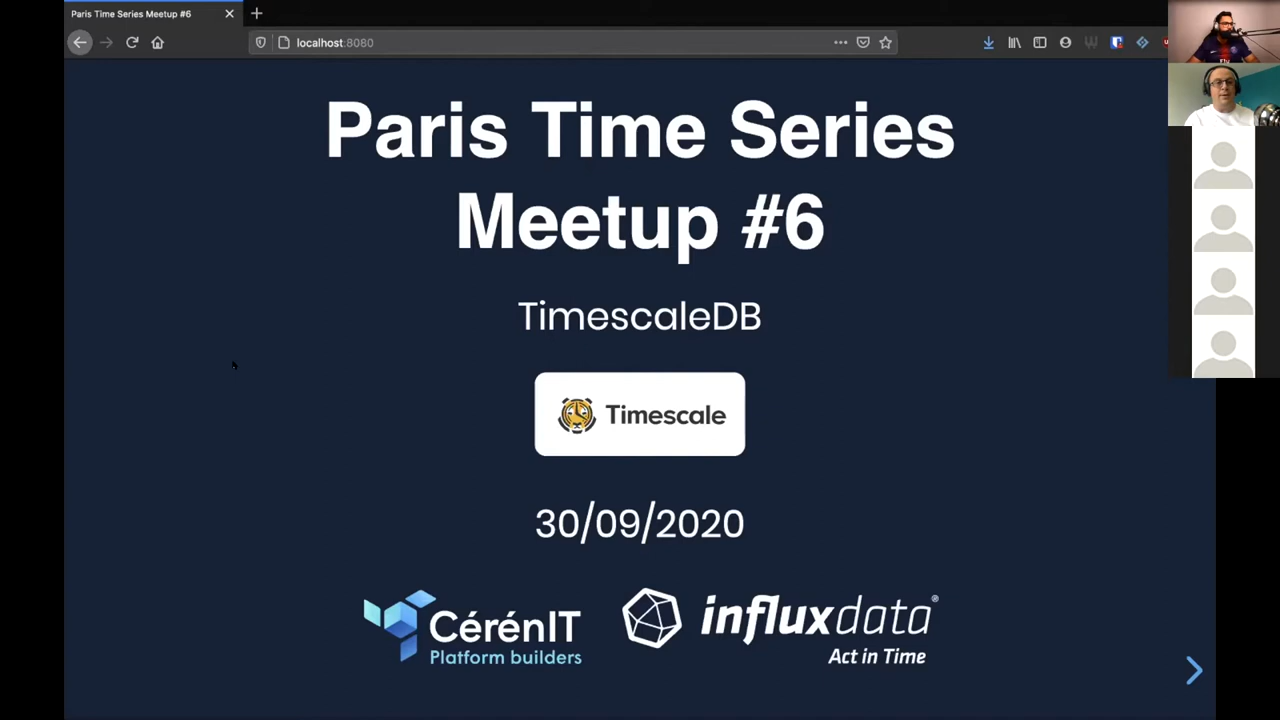 Paris Time Series Meetup #6
localhost:8080
Paris Time Series
Meetup #6
TimescaleDB
Timescale
30/09/2020
CérénIT
Platform builders
influxdata®
Act in Time